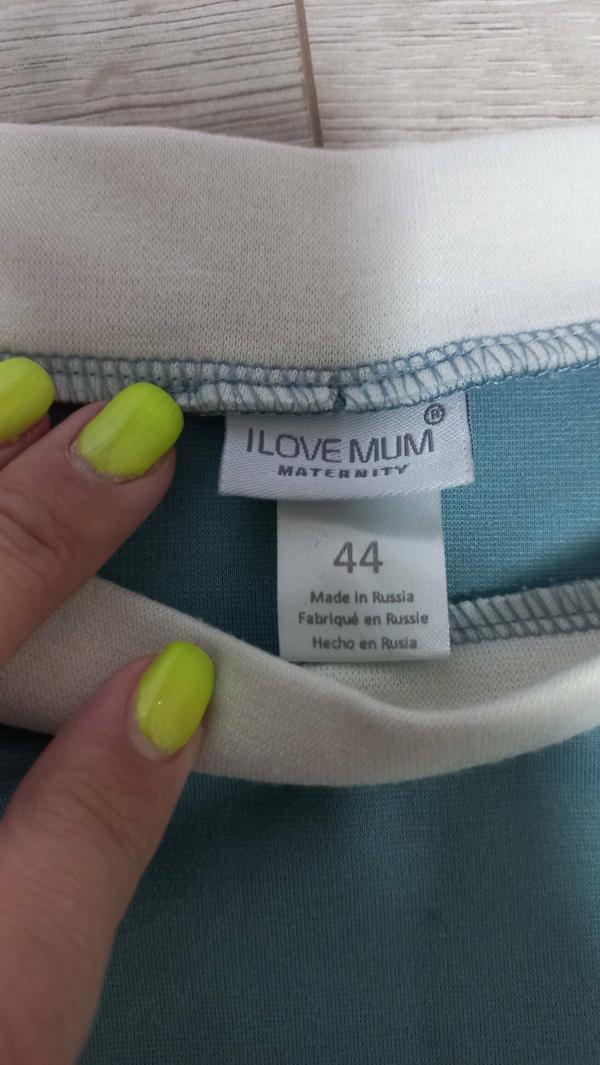 I LOVE MUM®
MATERNITY
44
Made in Russia
Fabriqué en Russie
Hecho en Rusia